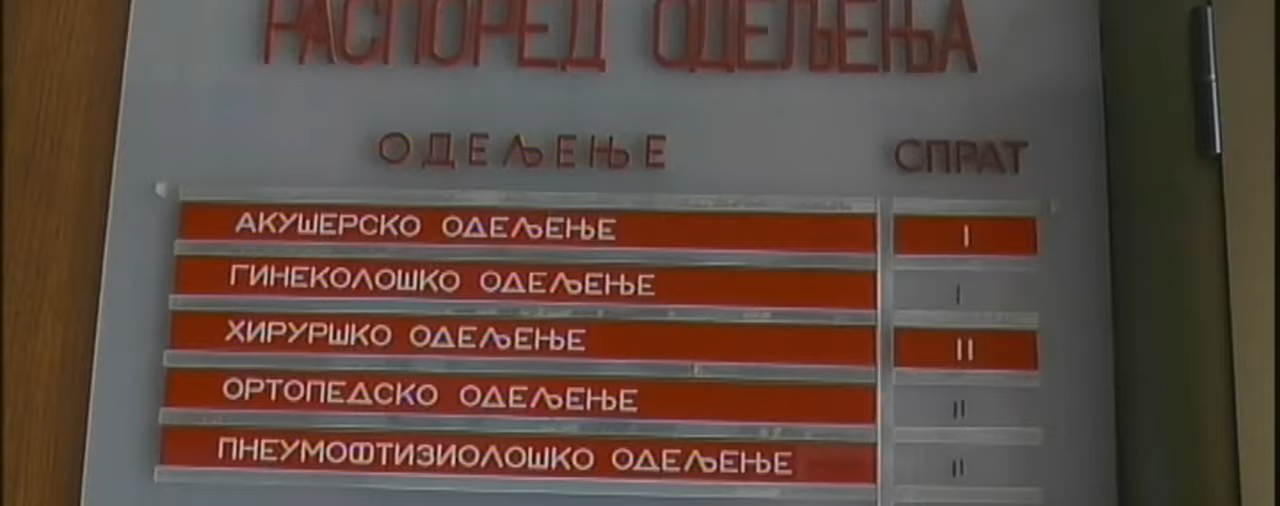 РАСПОРЕД ОДЕЉЕЊА
ОДЕЉЕЊЕ СПРАТ
АКУШЕРСКО ОДЕЉЕЊЕ I
ГИНЕКОЛОШКО ОДЕЉЕЊЕ I
ХИРУРШКО ОДЕЉЕЊЕ II
ОРТОПЕДСКО ОДЕЉЕЊЕ II
ПНЕУМОФТИЗИОЛОШКО ОДЕЉЕЊЕ II